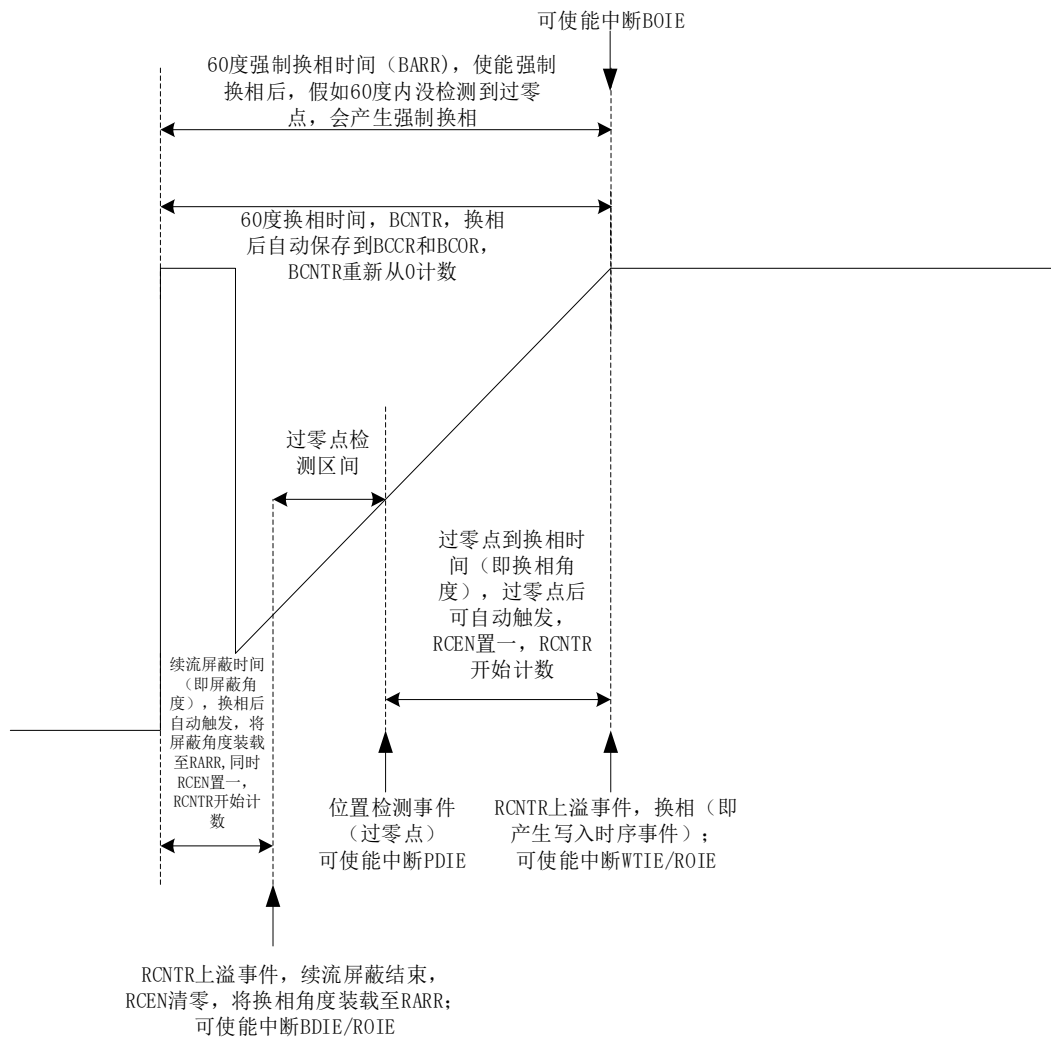 可使能中断BOIE
60度强制换相时间（BARR），使能强制
换相后，假如60度内没检测到过零
点，会产生强制换相
60度换相时间，BCNTR，换相
后自动保存到BCCR和BCOR，
BCNTR重新从0计数
过零点检
测区间
过零点到换相时
间（即换相角
度），过零点后
可自动触发，
RCEN置一，RCNTR
开始计数
续流屏蔽时间
（即屏蔽角
度），换相后
自动触发，将
屏蔽角度装载
至RARR,同时
RCEN置一，
RCNTR开始计
数
位置检测事件
（过零点）
可使能中断PDIE
RCNTR上溢事件，换相（即
产生写入时序事件）；
可使能中断WTIE/ROIE
RCNTR上溢事件，续流屏蔽结束，
RCEN清零，将换相角度装载至RARR；
可使能中断BDIE/ROIE